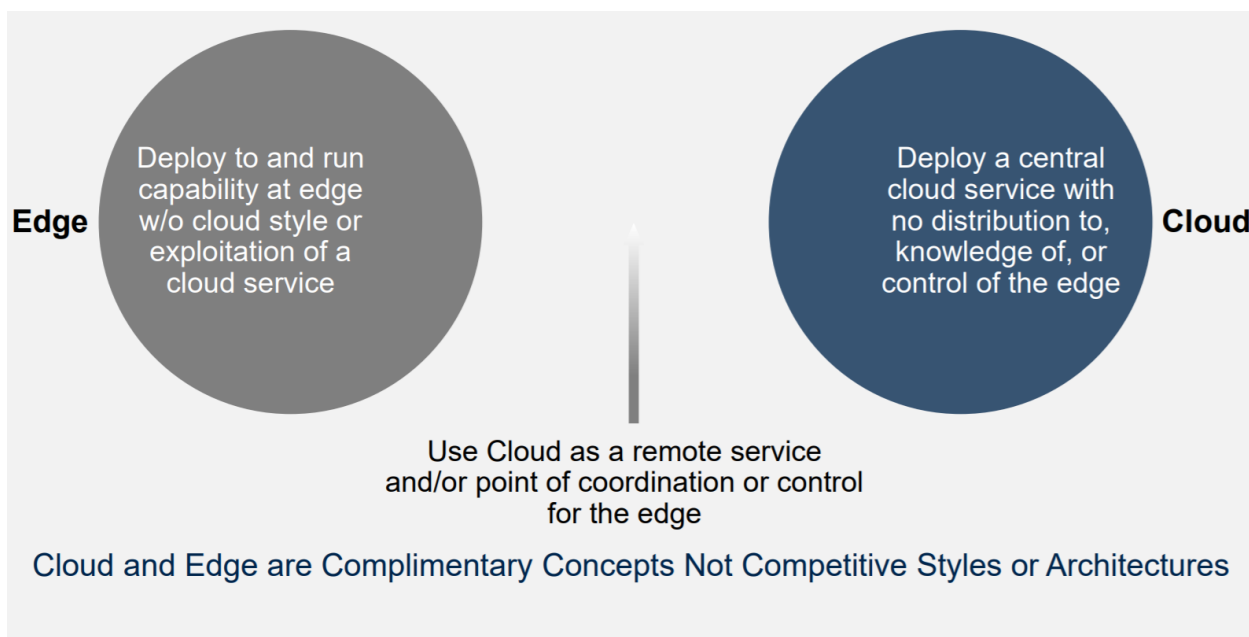 Edge
Deploy to and run
capability at edge
w/o cloud style or
exploitation of a
cloud service
Deploy a central
cloud service with
no distribution to,
knowledge of, or
control of the edge
Cloud
Use Cloud as a remote service
and/or point of coordination or control
for the edge
Cloud and Edge are Complimentary Concepts Not Competitive Styles or Architectures